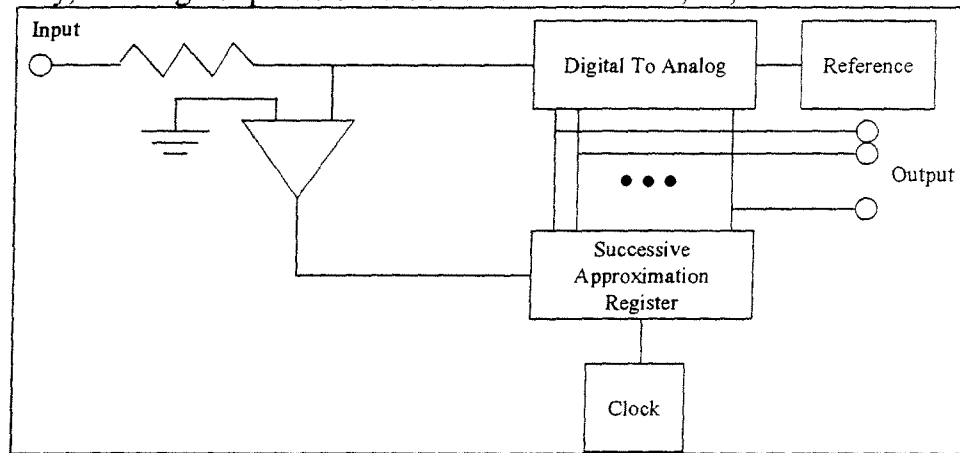 Input
Digital To Analog
Reference
Output
Successive
Approximation
Register
Clock